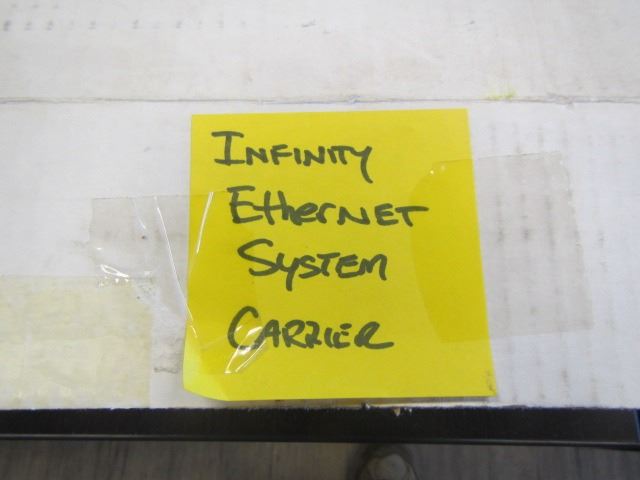 Infinity
Ethernet
System
Carrier